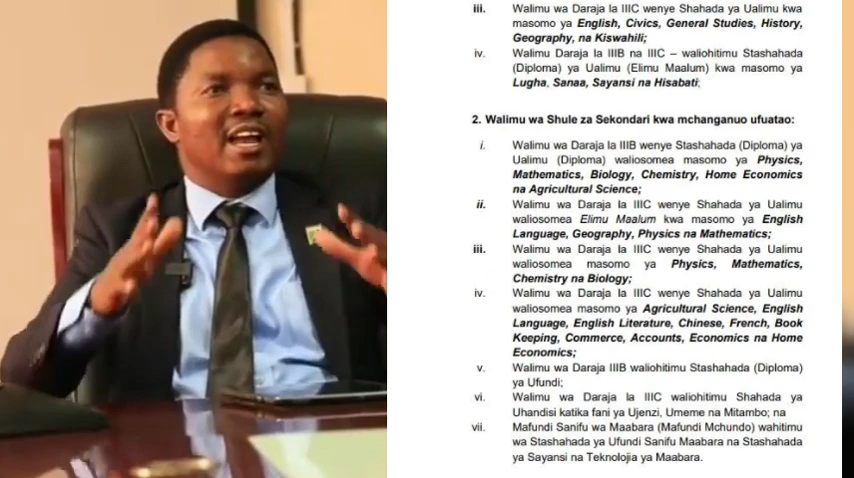 iii. Walimu wa Daraja la IIIC wenye Shahada ya Ualimu kwa
masomo ya English, Civics, General Studies, History,
Geography, na Kiswahili;
iv. Walimu Daraja la IIIB na IIIC – waliohitimu Stashahada
(Diploma) ya Ualimu (Elimu Maalum) kwa masomo ya
Lugha, Sanaa, Sayansi na Hisabati;
2. Walimu wa Shule za Sekondari kwa mchanganuo ufuatao:
i. Walimu wa Daraja la IIIB wenye Stashahada (Diploma) ya
Ualimu (Diploma) waliosomea masomo ya Physics,
Mathematics, Biology, Chemistry, Home Economics
na Agricultural Science;
ii. Walimu wa Daraja la IIIC wenye Shahada ya Ualimu
waliosomea Elimu Maalum kwa masomo ya English
Language, Geography, Physics na Mathematics;
iii. Walimu wa Daraja la IIIC wenye Shahada ya Ualimu
waliosomea masomo ya Physics, Mathematics,
Chemistry na Biology;
iv. Walimu wa Daraja la IIIC wenye Shahada ya Ualimu
waliosomea masomo ya Agricultural Science, English
Language, English Literature, Chinese, French, Book
Keeping, Commerce, Accounts, Economics na Home
Economics;
v. Walimu wa Daraja IIIB waliohitimu Stashahada (Diploma)
ya Ufundi;
vi. Walimu wa Daraja la IIIC waliohitimu Shahada ya
Uhandisi katika fani ya Ujenzi, Umeme na Mitambo; na
vii. Mafundi Sanifu wa Maabara (Mafundi Mchundo) wahitimu
wa Stashahada ya Ufundi Sanifu Maabara na Stashahada
ya Sayansi na Teknolojia ya Maabara.